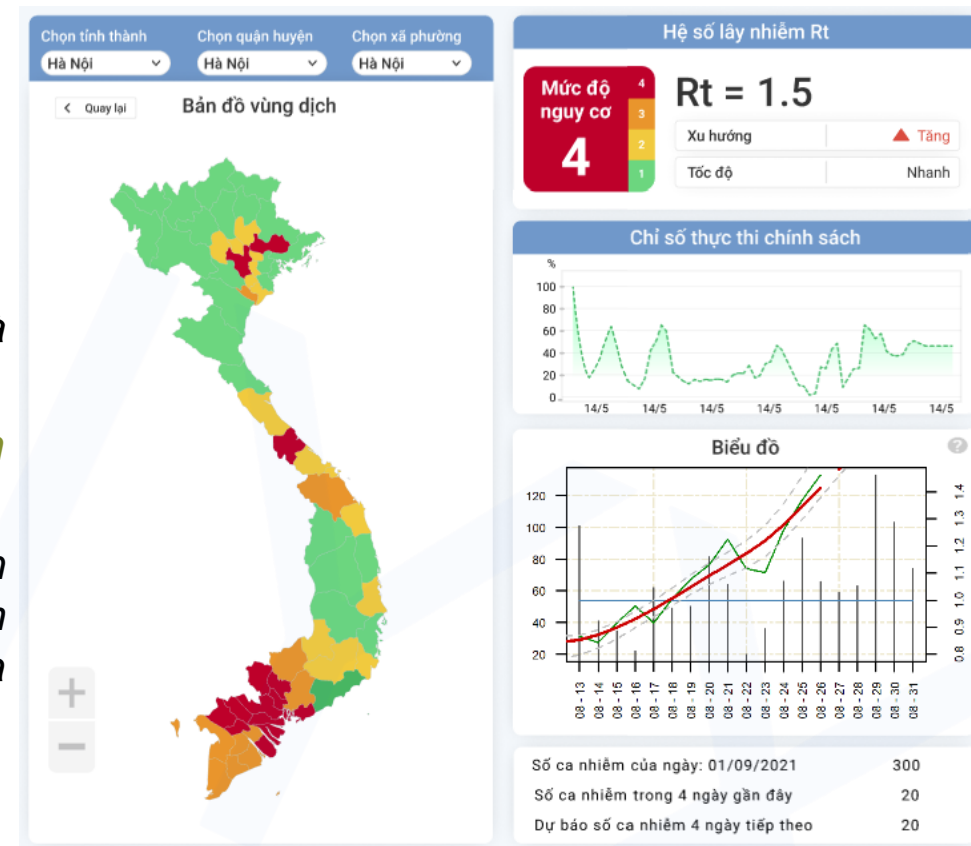 Chọn tỉnh thành
Chọn quận huyện
Chọn xã phường
Hà Nội
Hà Nội
Hà Nội
Quay lại
Bản đồ vùng dịch
Hệ số lây nhiễm Rt
Mức độ
nguy cơ
4
4
3
2
1
Rt = 1.5
Xu hướng Tăng
Tốc độ Nhanh
Chỉ số thực thi chính sách
%
100
80
60
40
20
0
14/5 14/5 14/5 14/5 14/5 14/5 14/5
Biểu đồ
?
120
100
80
60
40
20
1.4
1.3
1.2
1.1
1.0
0.9
0.8
08 - 13
08 - 14
08 - 15
08 - 16
08 - 17
08 - 18
08 - 19
08 - 20
08 - 21
08 - 22
08 - 23
08 - 24
08 - 25
08 - 26
08 - 27
08 - 28
08 - 29
08 - 30
08 - 31
Số ca nhiễm của ngày: 01/09/2021 300
Số ca nhiễm trong 4 ngày gần đây 20
Dự báo số ca nhiễm 4 ngày tiếp theo 20